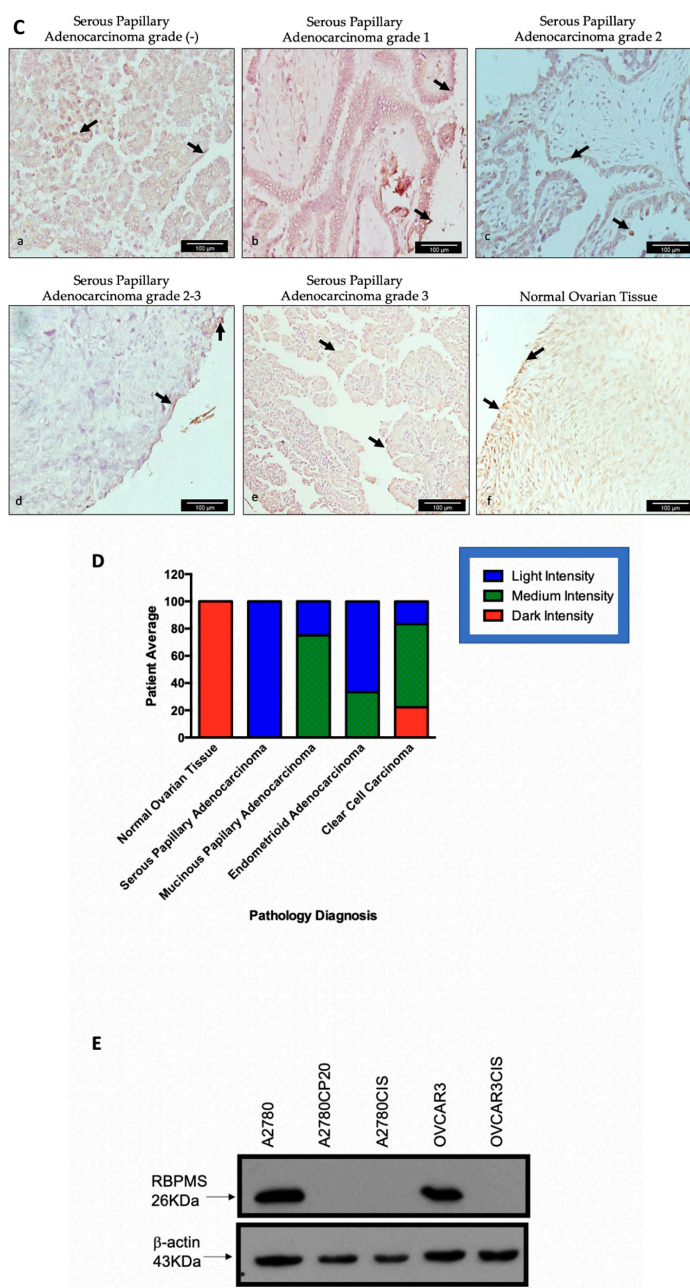 C
Serous Papillary
Adenocarcinoma grade (-)
Serous Papillary
Adenocarcinoma grade 1
Serous Papillary
Adenocarcinoma grade 2
a
100 μm
b
100 μm
c
100 μm
Serous Papillary
Adenocarcinoma grade 2-3
Serous Papillary
Adenocarcinoma grade 3
Normal Ovarian Tissue
d
100 μm
e
100 μm
f
100 μm
D
Light Intensity
Medium Intensity
Dark Intensity
Patient Average
120
100
80
60
40
20
0
Normal Ovarian Tissue
Serous Papillary Adenocarcinoma
Mucinous Papilary Adenocarcinoma
Endometrioid Adenocarcinoma
Clear Cell Carcinoma
Pathology Diagnosis
E
A2780
A2780CP20
A2780CIS
OVCAR3
OVCAR3CIS
RBPMS
26KDa
β-actin
43KDa